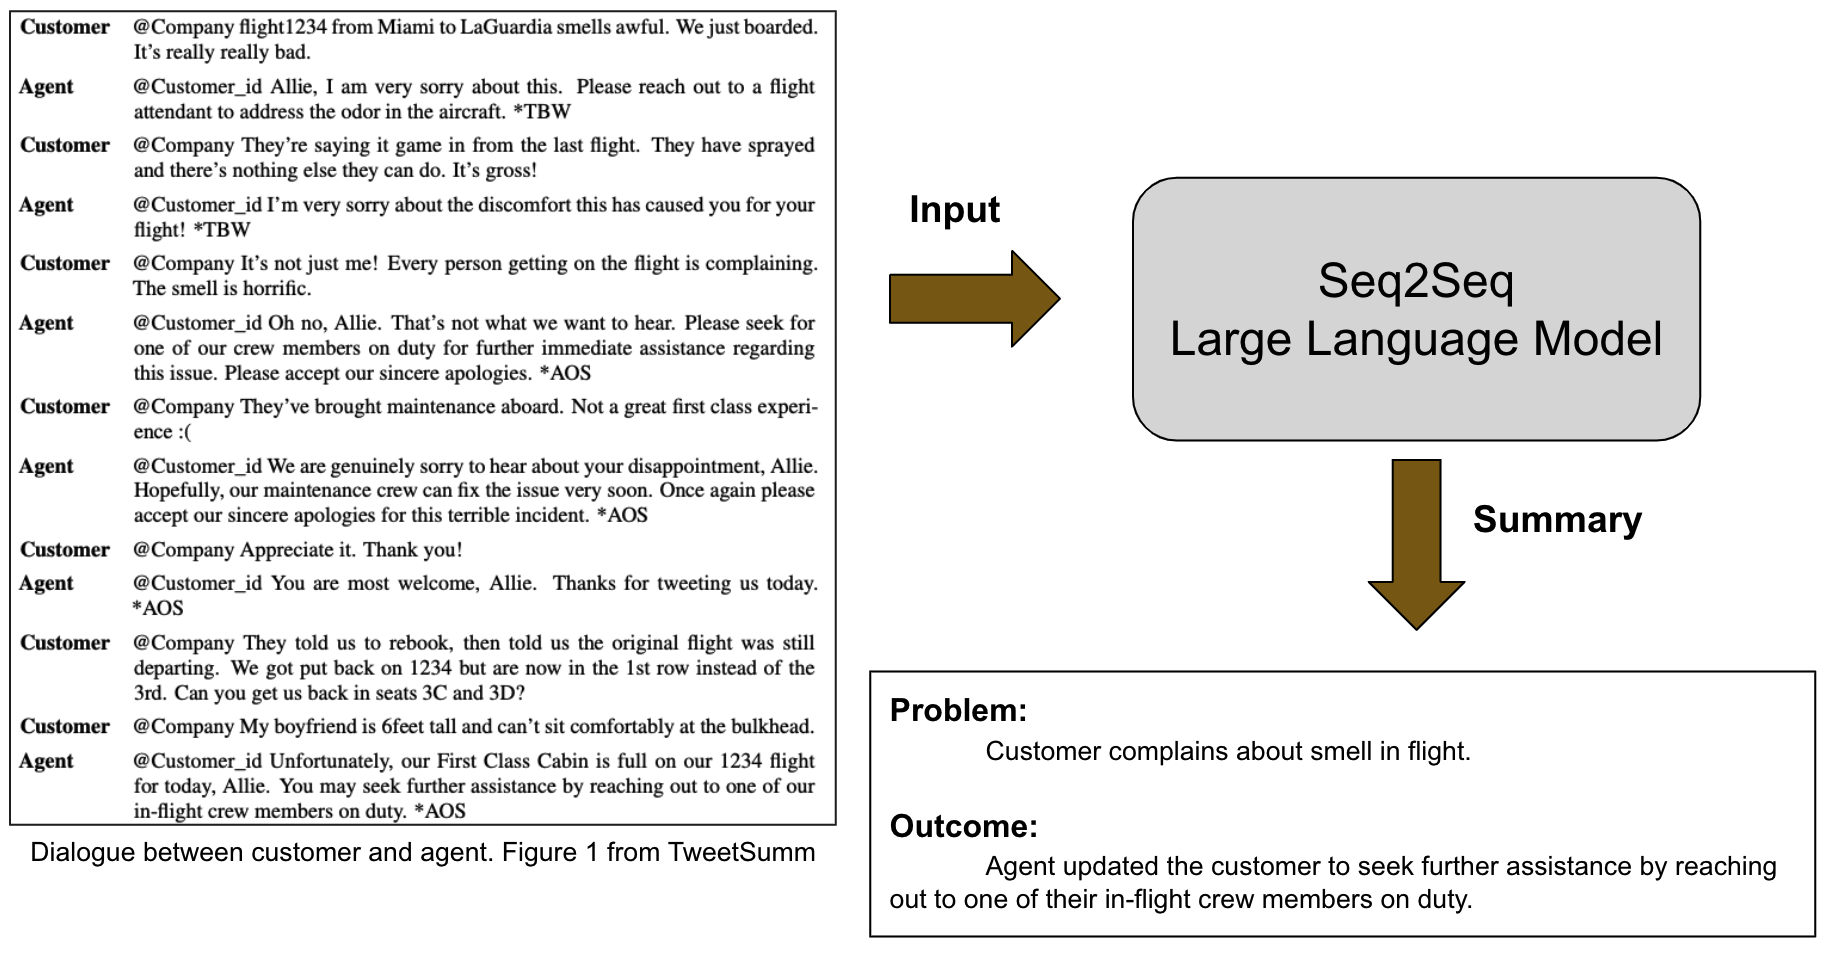 Customer @Company flight1234 from Miami to LaGuardia smells awful. We just boarded.
It's really really bad.
Agent @Customer_id Allie, I am very sorry about this. Please reach out to a flight
attendant to address the odor in the aircraft. *TBW
Customer @Company They're saying it game in from the last flight. They have sprayed
and there's nothing else they can do. It's gross!
Agent @Customer_id I'm very sorry about the discomfort this has caused you for your
flight! *TBW
Customer @Company It's not just me! Every person getting on the flight is complaining.
The smell is horrific.
Agent @Customer_id Oh no, Allie. That's not what we want to hear. Please seek for
one of our crew members on duty for further immediate assistance regarding
this issue. Please accept our sincere apologies. *AOS
Customer @Company They've brought maintenance aboard. Not a great first class experi-
ence :(
Agent @Customer_id We are genuinely sorry to hear about your disappointment, Allie.
Hopefully, our maintenance crew can fix the issue very soon. Once again please
accept our sincere apologies for this terrible incident. *AOS
Customer @Company Appreciate it. Thank you!
Agent @Customer_id You are most welcome, Allie. Thanks for tweeting us today.
*AOS
Customer @Company They told us to rebook, then told us the original flight was still
departing. We got put back on 1234 but are now in the 1st row instead of the
3rd. Can you get us back in seats 3C and 3D?
Customer @Company My boyfriend is 6feet tall and can't sit comfortably at the bulkhead.
Agent @Customer_id Unfortunately, our First Class Cabin is full on our 1234 flight
for today, Allie. You may seek further assistance by reaching out to one of our
in-flight crew members on duty. *AOS
Dialogue between customer and agent. Figure 1 from TweetSumm
Input
Seq2Seq
Large Language Model
Summary
Problem:
Customer complains about smell in flight.
Outcome:
Agent updated the customer to seek further assistance by reaching
out to one of their in-flight crew members on duty.